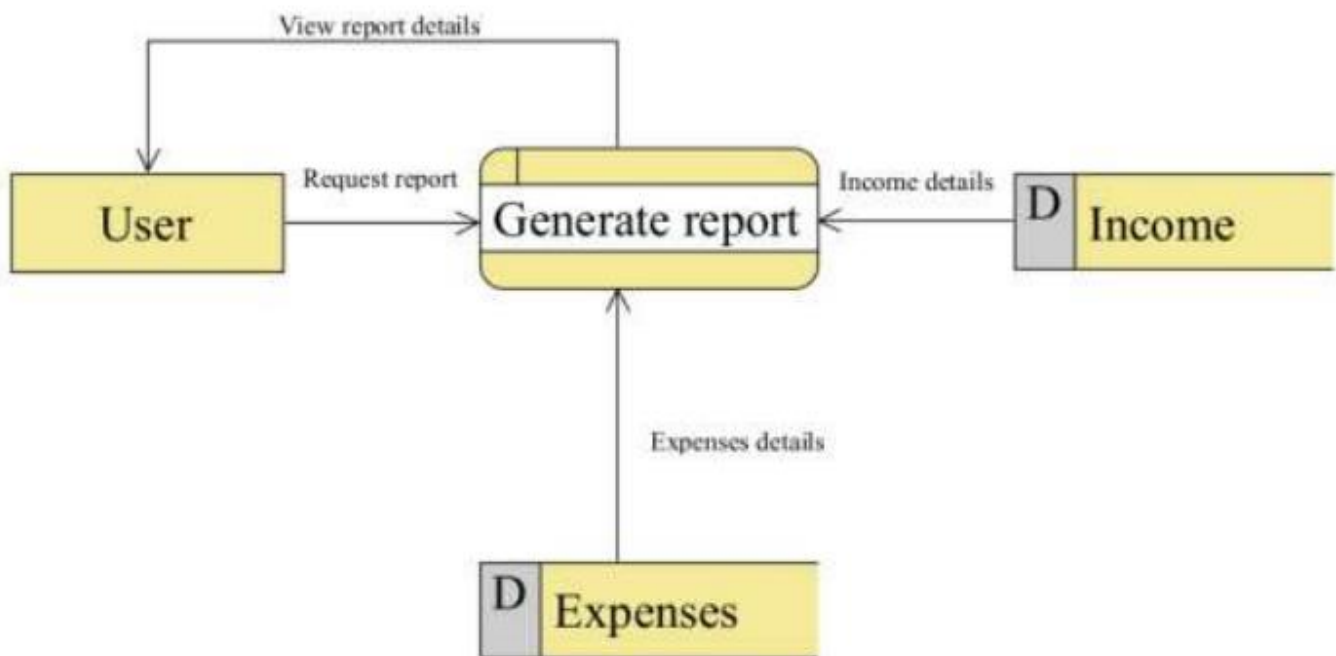 View report details
Request report
Income details
User
Generate report
D
Income
Expenses details
D
Expenses